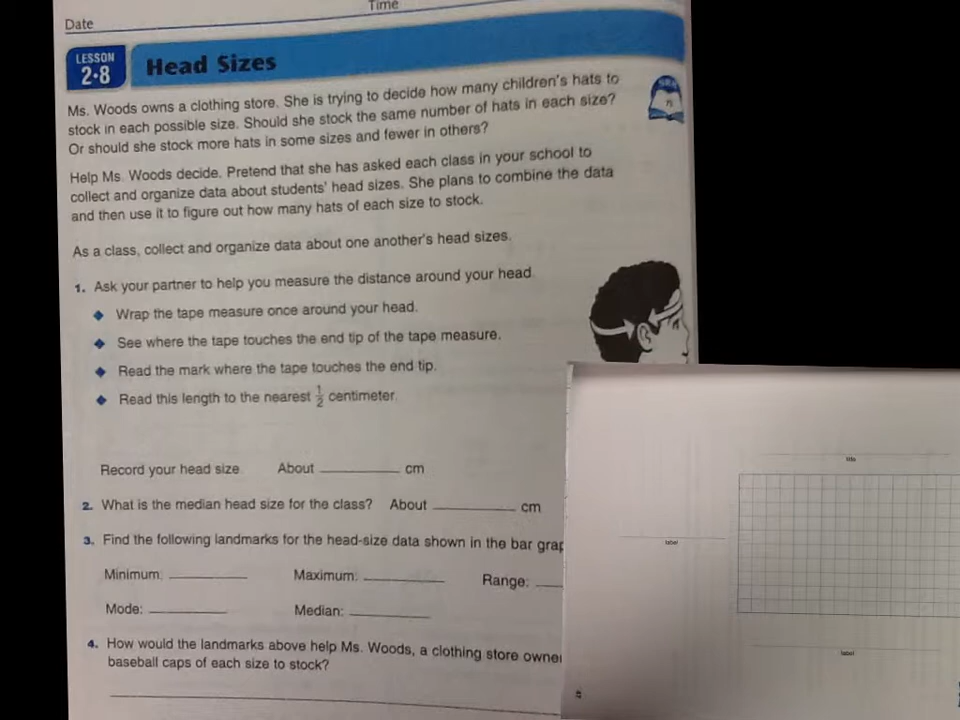 Time
Date
LESSON
2·8
Head Sizes
Ms. Woods owns a clothing store. She is trying to decide how many children's hats to
stock in each possible size. Should she stock the same number of hats in each size?
Or should she stock more hats in some sizes and fewer in others?
Help Ms. Woods decide. Pretend that she has asked each class in your school to
collect and organize data about students' head sizes. She plans to combine the data
and then use it to figure out how many hats of each size to stock.
As a class, collect and organize data about one another's head sizes.
1. Ask your partner to help you measure the distance around your head.
◆ Wrap the tape measure once around your head.
◆ See where the tape touches the end tip of the tape measure.
◆ Read the mark where the tape touches the end tip.
◆ Read this length to the nearest 1/2 centimeter.
Record your head size. About ________ cm
2. What is the median head size for the class? About ________ cm
3. Find the following landmarks for the head-size data shown in the bar
Minimum: ________ Maximum: ________ Range: ___
Mode: ________ Median: ________
4. How would the landmarks above help Ms. Woods, a clothing store
baseball caps of each size to stock?
title
label
label